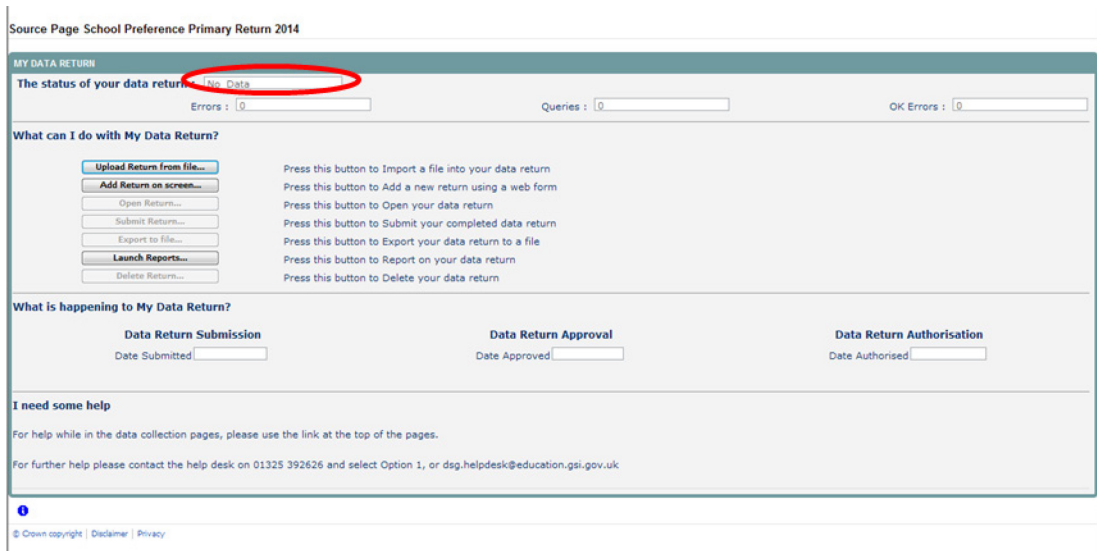 Source Page School Preference Primary Return 2014
MY DATA RETURN
The status of your data return : No_Data
Errors : 0 Queries : 0 OK Errors : 0
What can I do with My Data Return?
Upload Return from file... Press this button to Import a file into your data return
Add Return on screen... Press this button to Add a new return using a web form
Open Return... Press this button to Open your data return
Submit Return... Press this button to Submit your completed data return
Export to file... Press this button to Export your data return to a file
Launch Reports... Press this button to Report on your data return
Delete Return... Press this button to Delete your data return
What is happening to My Data Return?
Data Return Submission Data Return Approval Data Return Authorisation
Date Submitted Date Approved Date Authorised
I need some help
For help while in the data collection pages, please use the link at the top of the pages.
For further help please contact the help desk on 01325 392626 and select Option 1, or dsg.helpdesk@education.gsi.gov.uk
© Crown copyright | Disclaimer | Privacy